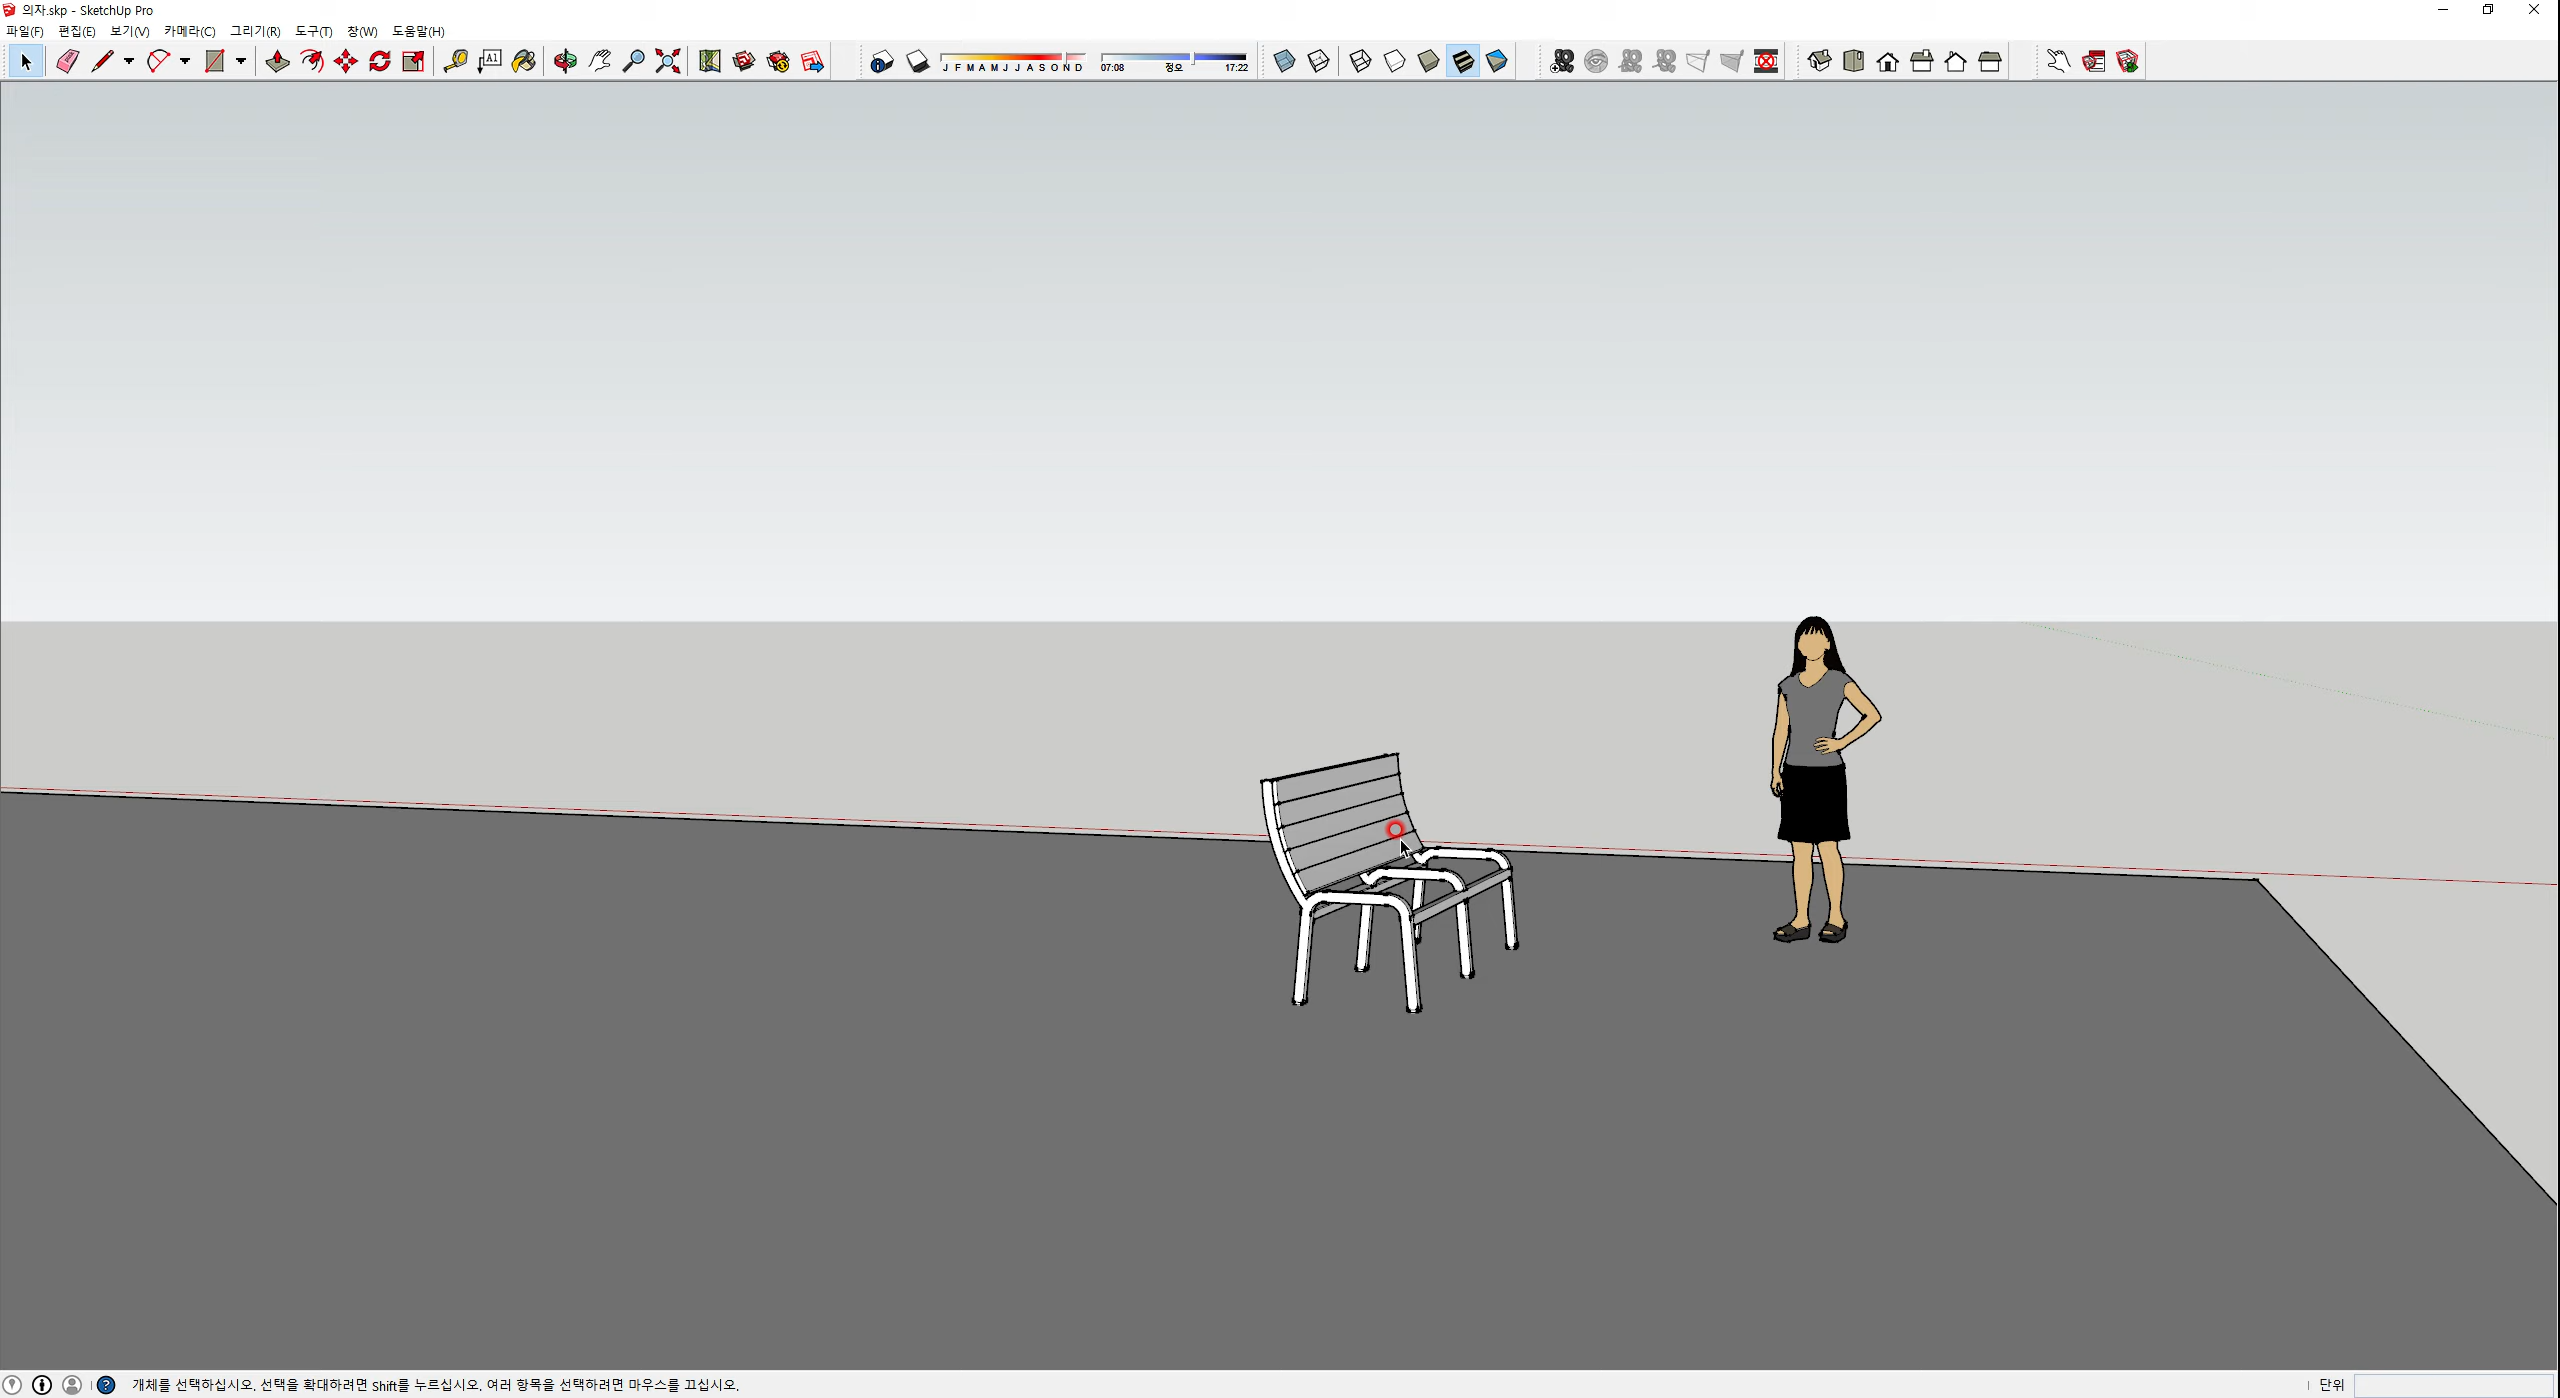 의자.skp - SketchUp Pro
파일(F) 편집(E) 보기(V) 카메라(C) 그리기(R) 도구(T) 창(W) 도움말(H)
A1
J F M A M J J A S O N D 07:08 정오 17:22
개체를 선택하십시오. 선택을 확대하려면 Shift를 누르십시오. 여러 항목을 선택하려면 마우스를 끄십시오.
단위